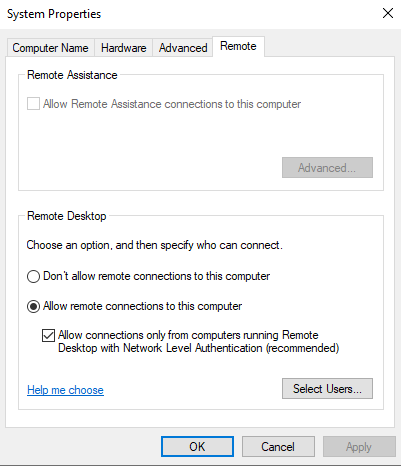 System Properties
Computer Name Hardware Advanced Remote
Remote Assistance
Allow Remote Assistance connections to this computer
Advanced...
Remote Desktop
Choose an option, and then specify who can connect.
Don't allow remote connections to this computer
Allow remote connections to this computer
Allow connections only from computers running Remote
Desktop with Network Level Authentication (recommended)
Help me choose
Select Users...
OK Cancel Apply